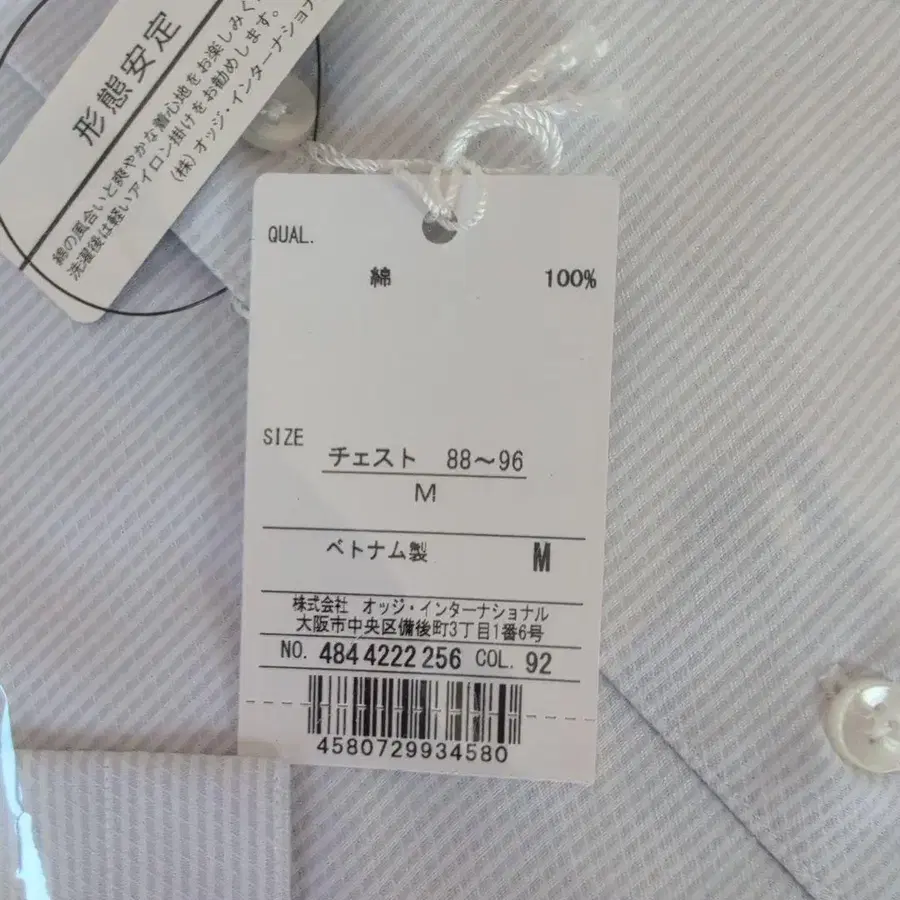 形態安定
綿の風合いと爽やかな着心地をお楽しみく
洗濯後は軽いアイロン掛けをお勧めします。
(株)オッジ・インターナショナ
QUAL.
綿 100%
SIZE
チェスト 88〜96
M
ベトナム製 M
株式会社 オッジ・インターナショナル
大阪市中央区備後町3丁目1番6号
NO. 484 4222 256 COL. 92
4580729934580